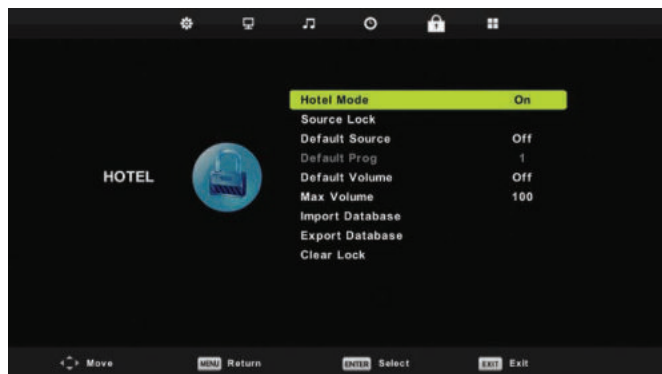 Hotel Mode On
Source Lock
Default Source Off
Default Prog 1
HOTEL
Default Volume Off
Max Volume 100
Import Database
Export Database
Clear Lock
Move MENU Return ENTER Select EXIT Exit